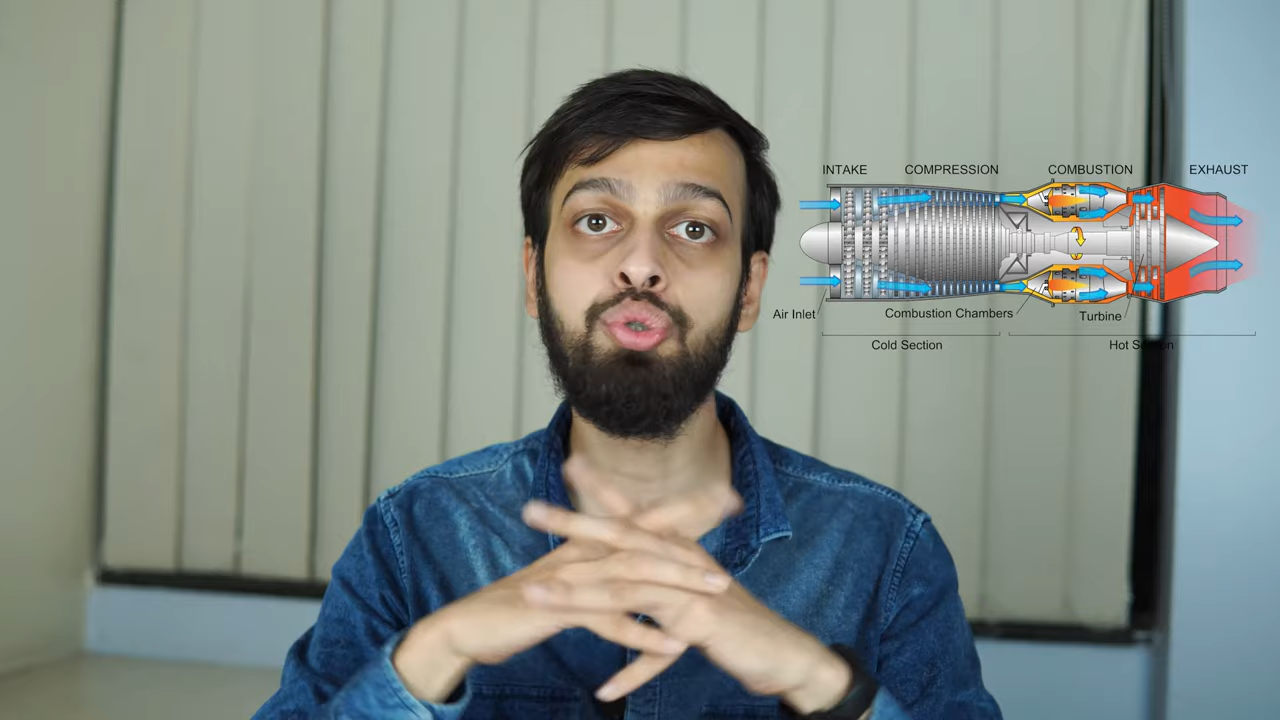 INTAKE COMPRESSION COMBUSTION EXHAUST
Air Inlet Combustion Chambers Turbine
Cold Section Hot Section